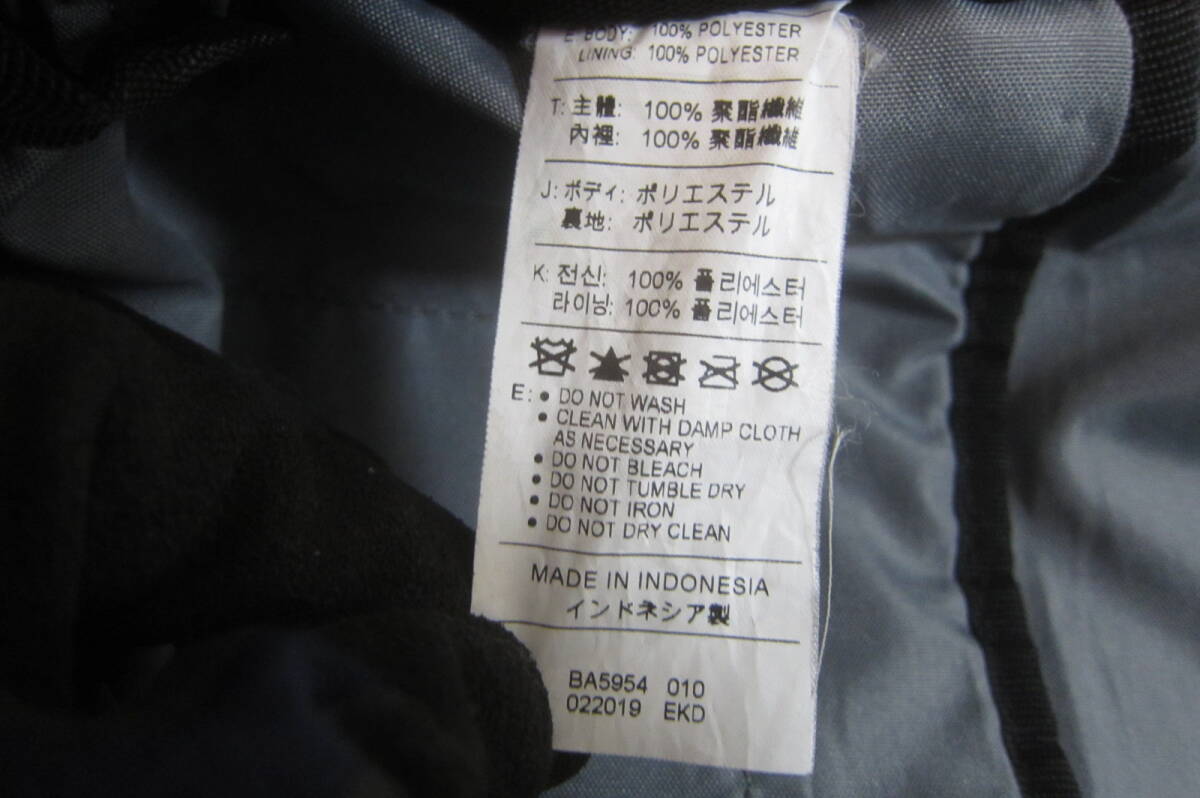 E: BODY: 100% POLYESTER
LINING: 100% POLYESTER
T: 主體: 100% 聚酯纖維
內裡: 100% 聚酯纖維
J: ボディ: ポリエステル
裏地: ポリエステル
K: 전신: 100% 폴리에스터
라이닝: 100% 폴리에스터
E: • DO NOT WASH
• CLEAN WITH DAMP CLOTH
AS NECESSARY
• DO NOT BLEACH
• DO NOT TUMBLE DRY
• DO NOT IRON
• DO NOT DRY CLEAN
MADE IN INDONESIA
インドネシア製
BA5954 010
022019 EKD